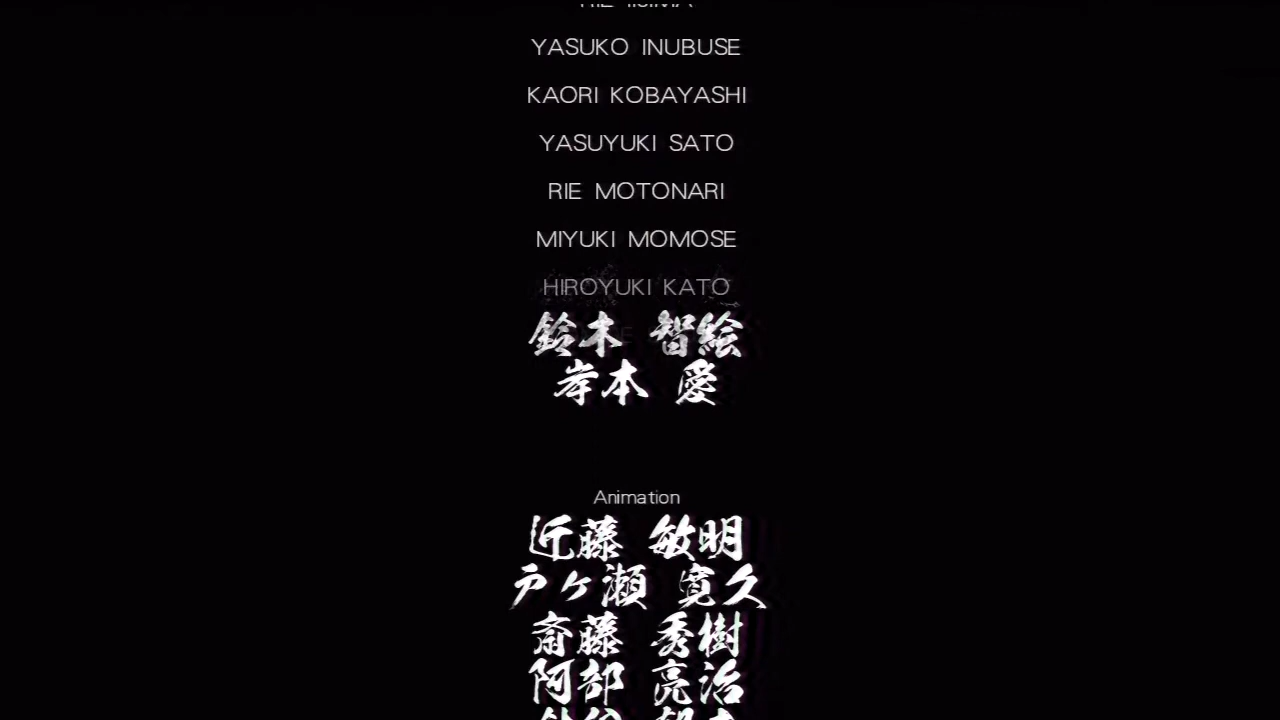 YASUKO INUBUSE
KAORI KOBAYASHI
YASUYUKI SATO
RIE MOTONARI
MIYUKI MOMOSE
HIROYUKI KATO
鈴木 智絵
岸本 愛
Animation
近藤 敏明
戸ヶ瀬 寛久
斎藤 秀樹
阿部 亮治